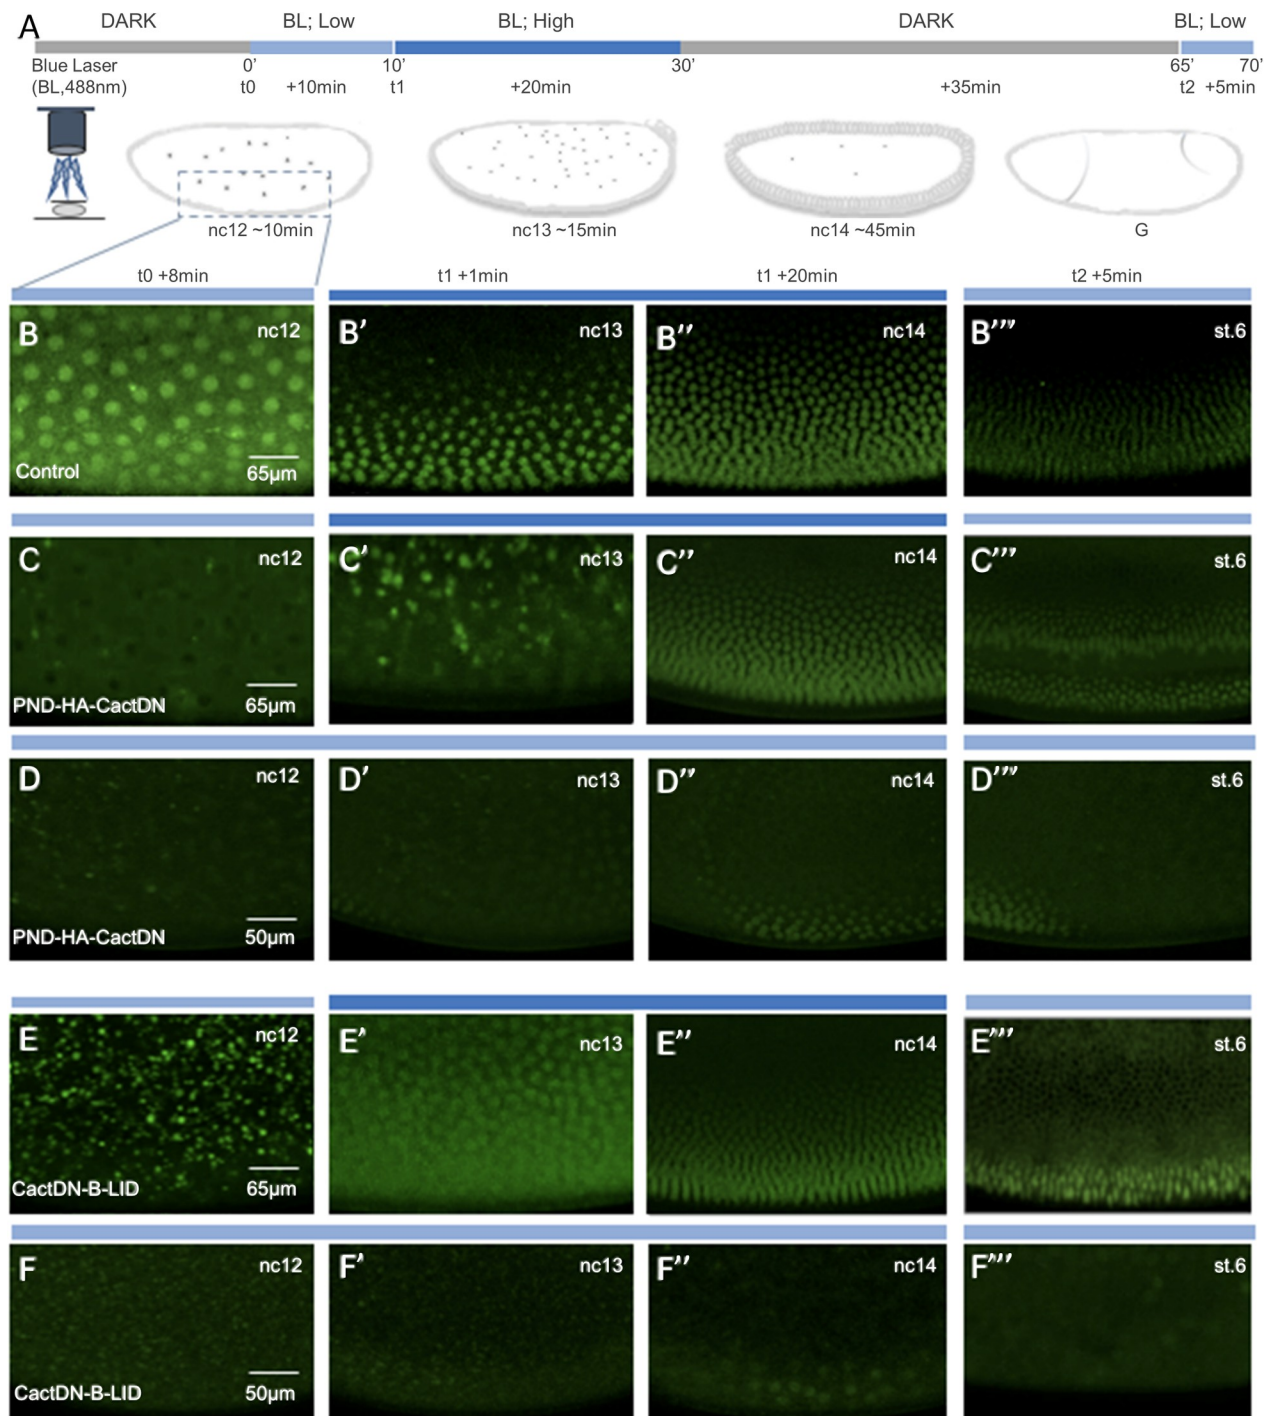 A
DARK BL; Low BL; High DARK BL; Low
Blue Laser 0' 10' 30' 65' 70'
(BL,488nm) t0 +10min t1 +20min +35min t2 +5min
nc12 ~10min nc13 ~15min nc14 ~45min G
t0 +8min t1 +1min t1 +20min t2 +5min
B nc12 B' nc13 B'' nc14 B''' st.6
Control 65μm
C nc12 C' nc13 C'' nc14 C''' st.6
PND-HA-CactDN 65μm
D nc12 D' nc13 D'' nc14 D''' st.6
PND-HA-CactDN 50μm
E nc12 E' nc13 E'' nc14 E''' st.6
CactDN-B-LID 65μm
F nc12 F' nc13 F'' nc14 F''' st.6
CactDN-B-LID 50μm